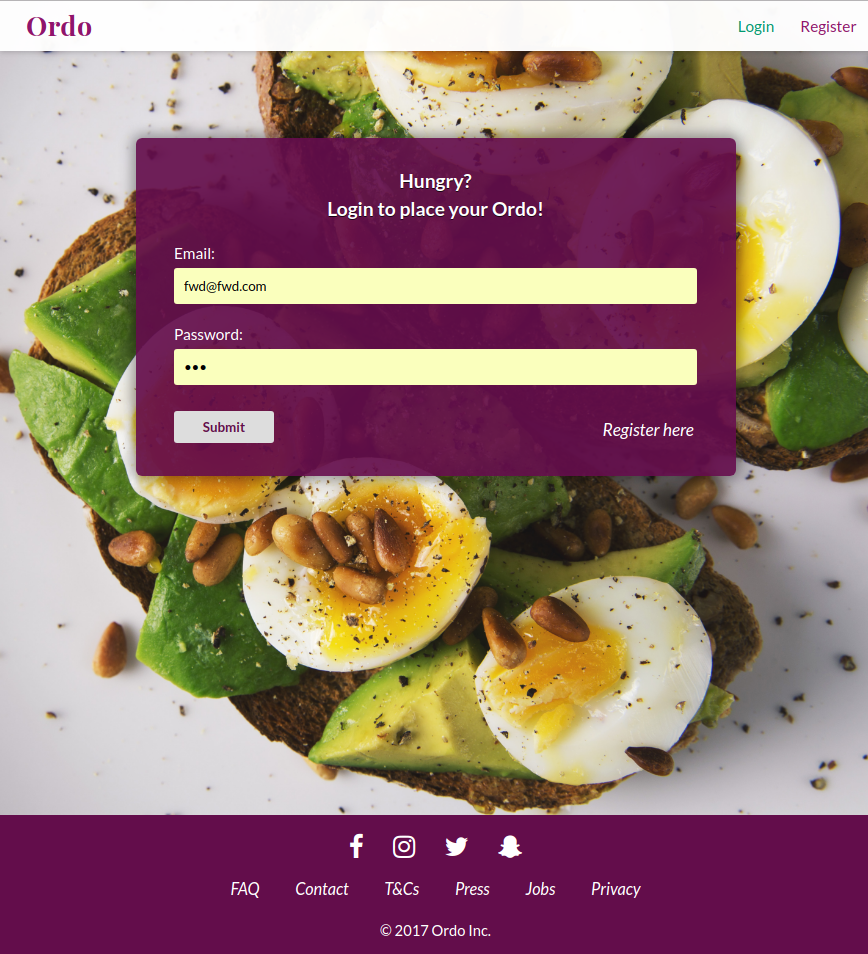 Ordo
Login Register
Hungry?
Login to place your Ordo!
Email:
fwd@fwd.com
Password:
•••
Submit
Register here
FAQ Contact T&Cs Press Jobs Privacy
© 2017 Ordo Inc.